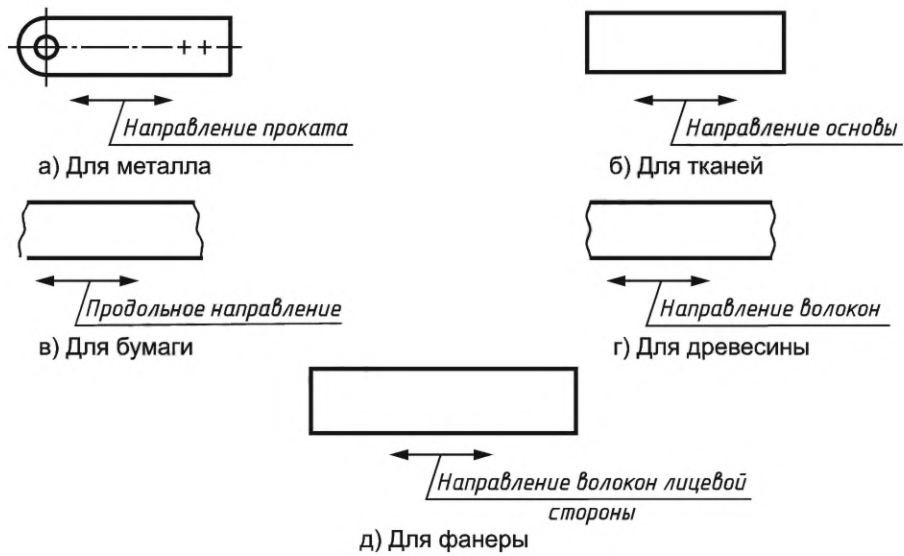 Направление проката
Направление основы
а) Для металла
б) Для тканей
Продольное направление
Направление волокон
в) Для бумаги
г) Для древесины
Направление волокон лицевой
стороны
д) Для фанеры